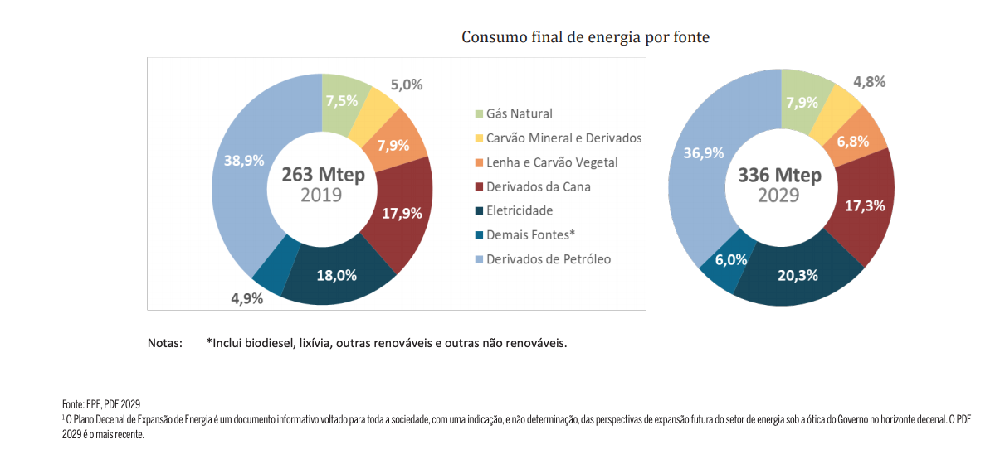 Consumo final de energia por fonte
7,5%
5,0%
7,9%
17,9%
18,0%
4,9%
38,9%
263 Mtep
2019
Gás Natural
Carvão Mineral e Derivados
Lenha e Carvão Vegetal
Derivados da Cana
Eletricidade
Demais Fontes*
Derivados de Petróleo
7,9%
4,8%
6,8%
17,3%
20,3%
6,0%
36,9%
336 Mtep
2029
Notas: *Inclui biodiesel, lixívia, outras renováveis e outras não renováveis.
Fonte: EPE, PDE 2029
¹ O Plano Decenal de Expansão de Energia é um documento informativo voltado para toda a sociedade, com uma indicação, e não determinação, das perspectivas de expansão futura do setor de energia sob a ótica do Governo no horizonte decenal. O PDE
2029 é o mais recente.